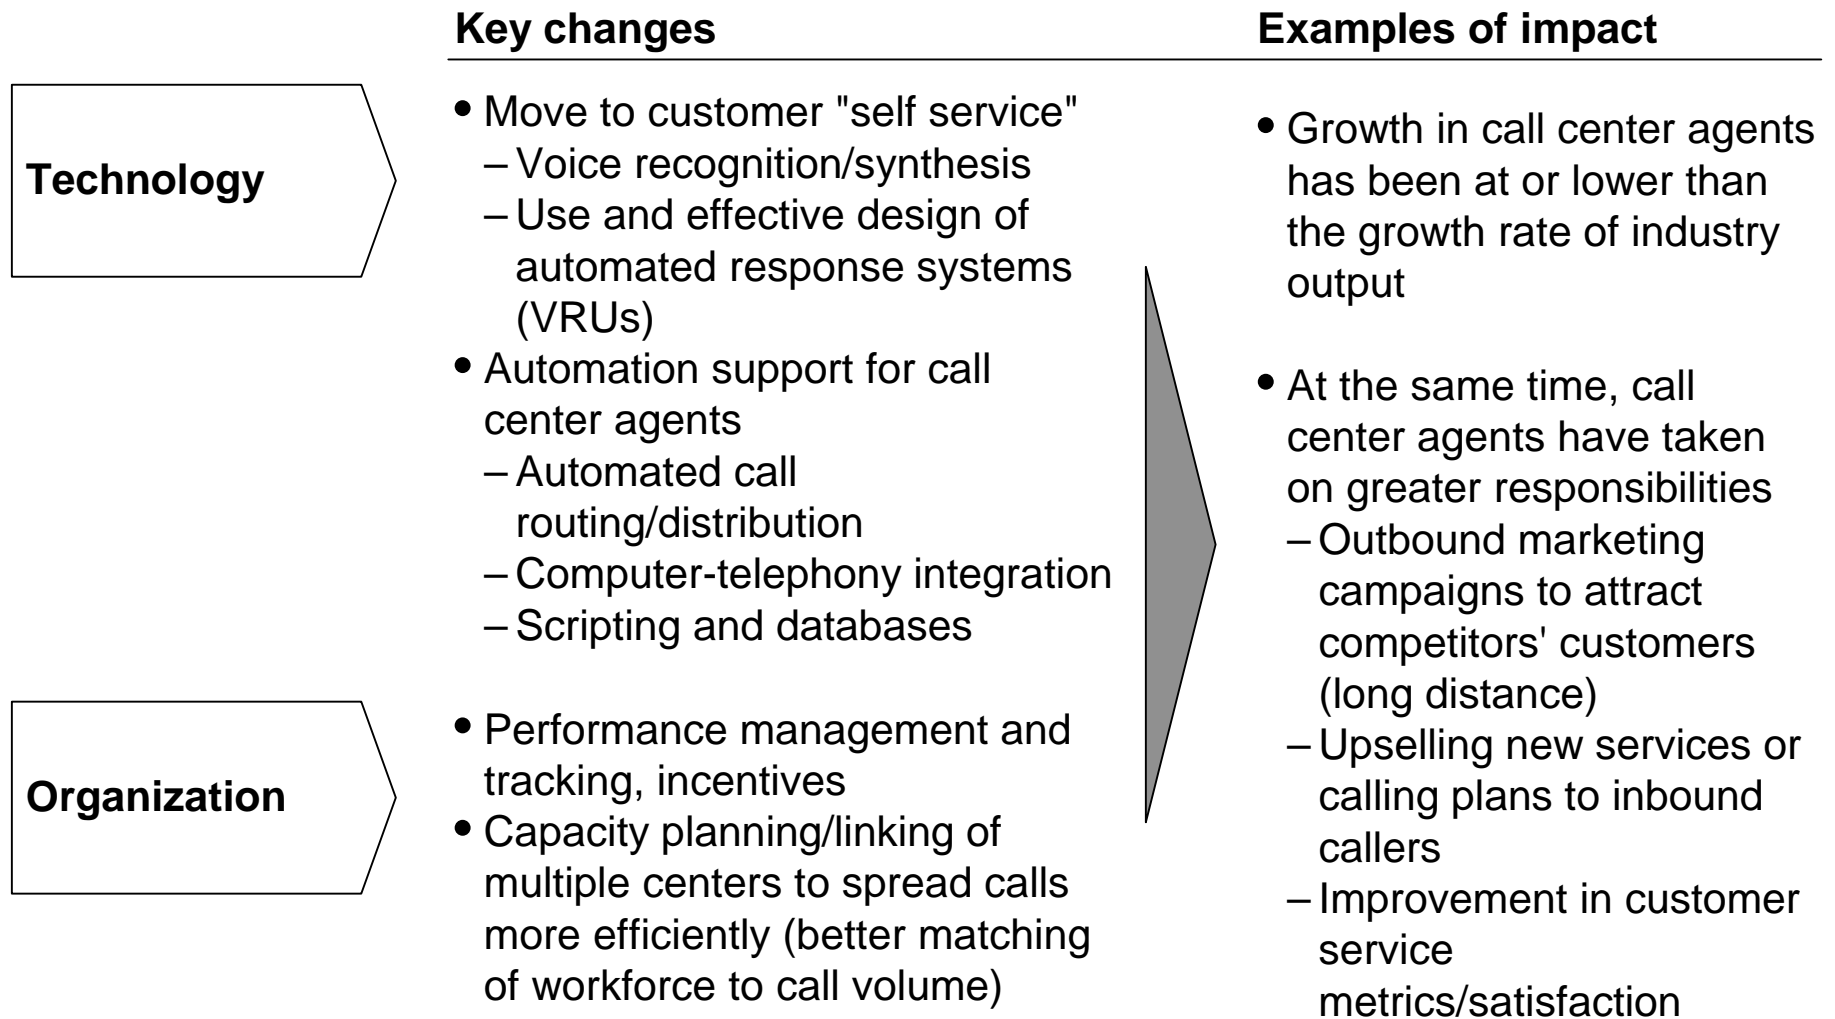 Key changes
Examples of impact
Technology
• Move to customer "self service"
– Voice recognition/synthesis
– Use and effective design of
automated response systems
(VRUs)
• Automation support for call
center agents
– Automated call
routing/distribution
– Computer-telephony integration
– Scripting and databases
Organization
• Performance management and
tracking, incentives
• Capacity planning/linking of
multiple centers to spread calls
more efficiently (better matching
of workforce to call volume)
• Growth in call center agents
has been at or lower than
the growth rate of industry
output
• At the same time, call
center agents have taken
on greater responsibilities
– Outbound marketing
campaigns to attract
competitors' customers
(long distance)
– Upselling new services or
calling plans to inbound
callers
– Improvement in customer
service
metrics/satisfaction